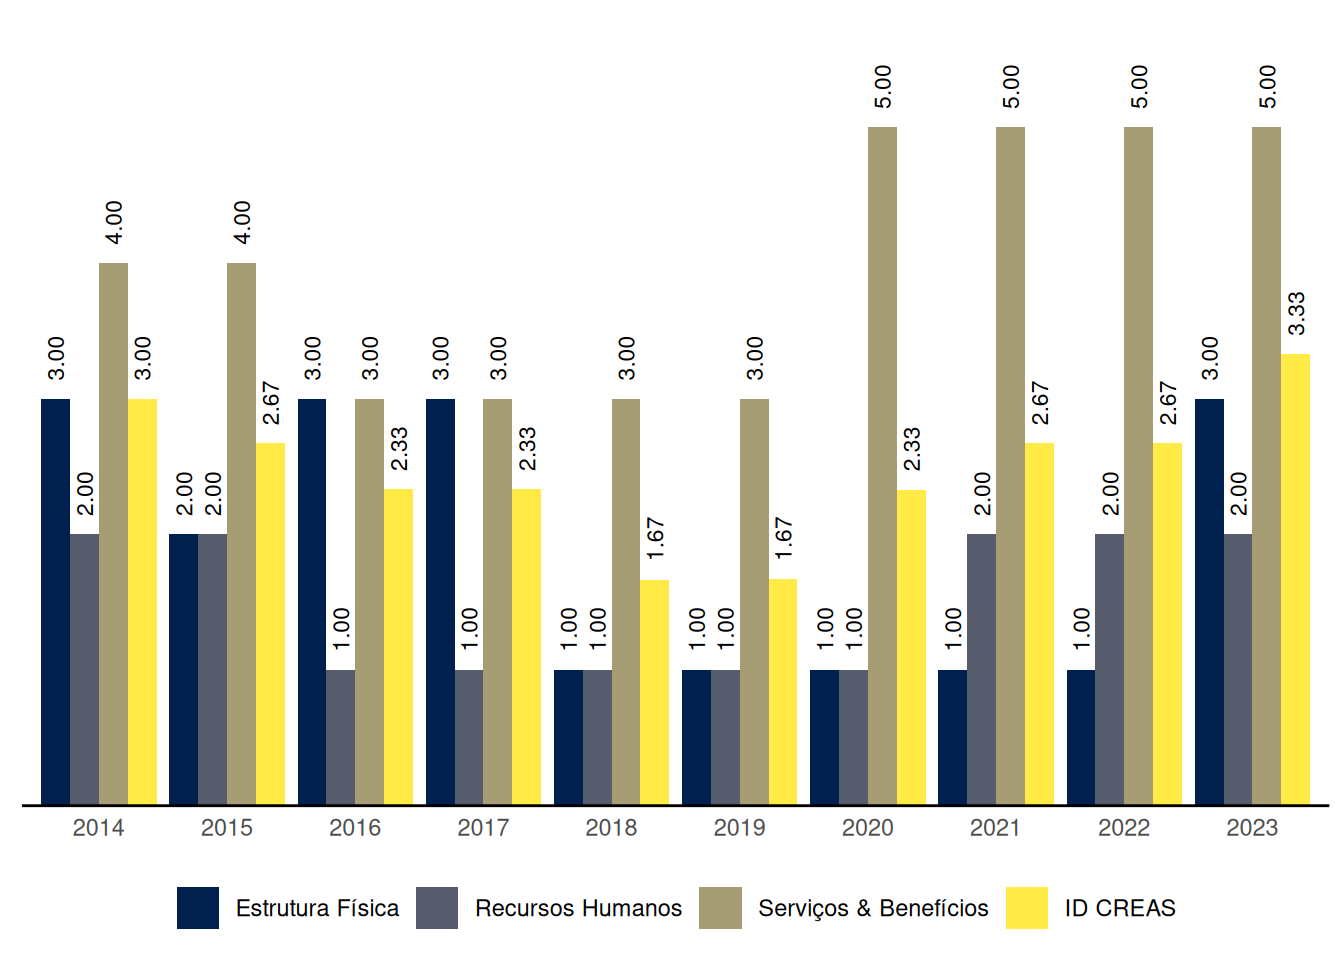 5.00 5.00 5.00 5.00
4.00 4.00
3.33
3.00 3.00 3.00 3.00 3.00 3.00 3.00 3.00 3.00
2.67 2.67 2.67
2.33 2.33 2.33
2.00 2.00 2.00 2.00 2.00 2.00
1.67 1.67
1.00 1.00 1.00 1.00 1.00 1.00 1.00 1.00 1.00 1.00
2014 2015 2016 2017 2018 2019 2020 2021 2022 2023
Estrutura Física Recursos Humanos Serviços & Benefícios ID CREAS